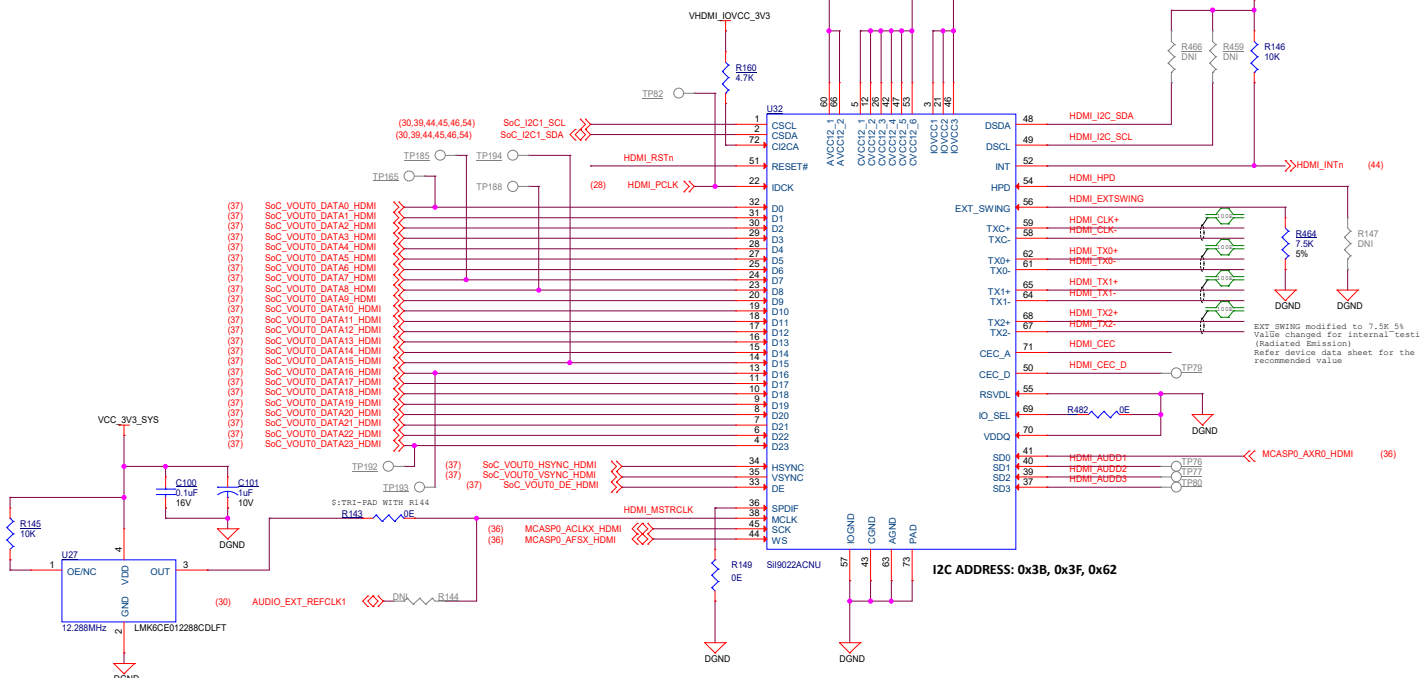 VHDMI_IOVCC_3V3
R160
4.7K
TP82
R466
DNI
R459
DNI
R146
10K
U32
60
66
5
12
26
42
47
53
3
21
46
AVCC12_1
AVCC12_2
CVCC12_1
CVCC12_2
CVCC12_3
CVCC12_4
CVCC12_5
CVCC12_6
IOVCC1
IOVCC2
IOVCC3
(30,39,44,45,46,54) SoC_I2C1_SCL 1 CSCL
(30,39,44,45,46,54) SoC_I2C1_SDA 2 CSDA
72 CI2CA
HDMI_RSTn 51 RESET#
(28) HDMI_PCLK 22 IDCK
TP185
TP194
TP165
TP188
(37) SoC_VOUT0_DATA0_HDMI 32 D0
(37) SoC_VOUT0_DATA1_HDMI 31 D1
(37) SoC_VOUT0_DATA2_HDMI 30 D2
(37) SoC_VOUT0_DATA3_HDMI 29 D3
(37) SoC_VOUT0_DATA4_HDMI 28 D4
(37) SoC_VOUT0_DATA5_HDMI 27 D5
(37) SoC_VOUT0_DATA6_HDMI 25 D6
(37) SoC_VOUT0_DATA7_HDMI 24 D7
(37) SoC_VOUT0_DATA8_HDMI 23 D8
(37) SoC_VOUT0_DATA9_HDMI 20 D9
(37) SoC_VOUT0_DATA10_HDMI 19 D10
(37) SoC_VOUT0_DATA11_HDMI 18 D11
(37) SoC_VOUT0_DATA12_HDMI 17 D12
(37) SoC_VOUT0_DATA13_HDMI 16 D13
(37) SoC_VOUT0_DATA14_HDMI 15 D14
(37) SoC_VOUT0_DATA15_HDMI 14 D15
(37) SoC_VOUT0_DATA16_HDMI 13 D16
(37) SoC_VOUT0_DATA17_HDMI 11 D17
(37) SoC_VOUT0_DATA18_HDMI 10 D18
(37) SoC_VOUT0_DATA19_HDMI 9 D19
(37) SoC_VOUT0_DATA20_HDMI 8 D20
(37) SoC_VOUT0_DATA21_HDMI 7 D21
(37) SoC_VOUT0_DATA22_HDMI 6 D22
(37) SoC_VOUT0_DATA23_HDMI 4 D23
TP192
TP193
(37) SoC_VOUT0_HSYNC_HDMI 34 HSYNC
(37) SoC_VOUT0_VSYNC_HDMI 35 VSYNC
(37) SoC_VOUT0_DE_HDMI 33 DE
36 SPDIF
HDMI_MSTRCLK 38 MCLK
(36) MCASP0_ACLKX_HDMI 45 SCK
(36) MCASP0_AFSX_HDMI 44 WS
DSDA 48 HDMI_I2C_SDA
DSCL 49 HDMI_I2C_SCL
INT 52 HDMI_INTn (44)
HPD 54 HDMI_HPD
EXT_SWING 56 HDMI_EXTSWING
TXC+ 59 HDMI_CLK+
TXC- 58 HDMI_CLK-
TX0+ 62 HDMI_TX0+
TX0- 61 HDMI_TX0-
TX1+ 65 HDMI_TX1+
TX1- 64 HDMI_TX1-
TX2+ 68 HDMI_TX2+
TX2- 67 HDMI_TX2-
CEC_A 71 HDMI_CEC
CEC_D 50 HDMI_CEC_D TP79
RSVDL 55
IO_SEL 69 R482 0E
VDDQ 70
DGND
SD0 41 MCASP0_AXR0_HDMI (36)
SD1 40 HDMI_AUDD1 TP76
SD2 39 HDMI_AUDD2 TP77
SD3 37 HDMI_AUDD3 TP80
R464
7.5K
5%
DGND
R147
DNI
DGND
EXT SWING modified to 7.5K 5%
Value changed for internal testi
(Radiated Emission)
Refer device data sheet for the
recommended value
IOGND
CGND
AGND
PAD
57
43
63
73
SiI9022ACNU
I2C ADDRESS: 0x3B, 0x3F, 0x62
DGND
R149
0E
DGND
VCC_3V3_SYS
C100
0.1uF
16V
C101
1uF
10V
DGND
R145
10K
$:TRI-PAD WITH R144
R143 0E
U27
1 OE/NC
4 VDD
OUT 3
GND 2
12.288MHz
LMK6CE012288CDLFT
DGND
(30) AUDIO_EXT_REFCLK1 DNI R144